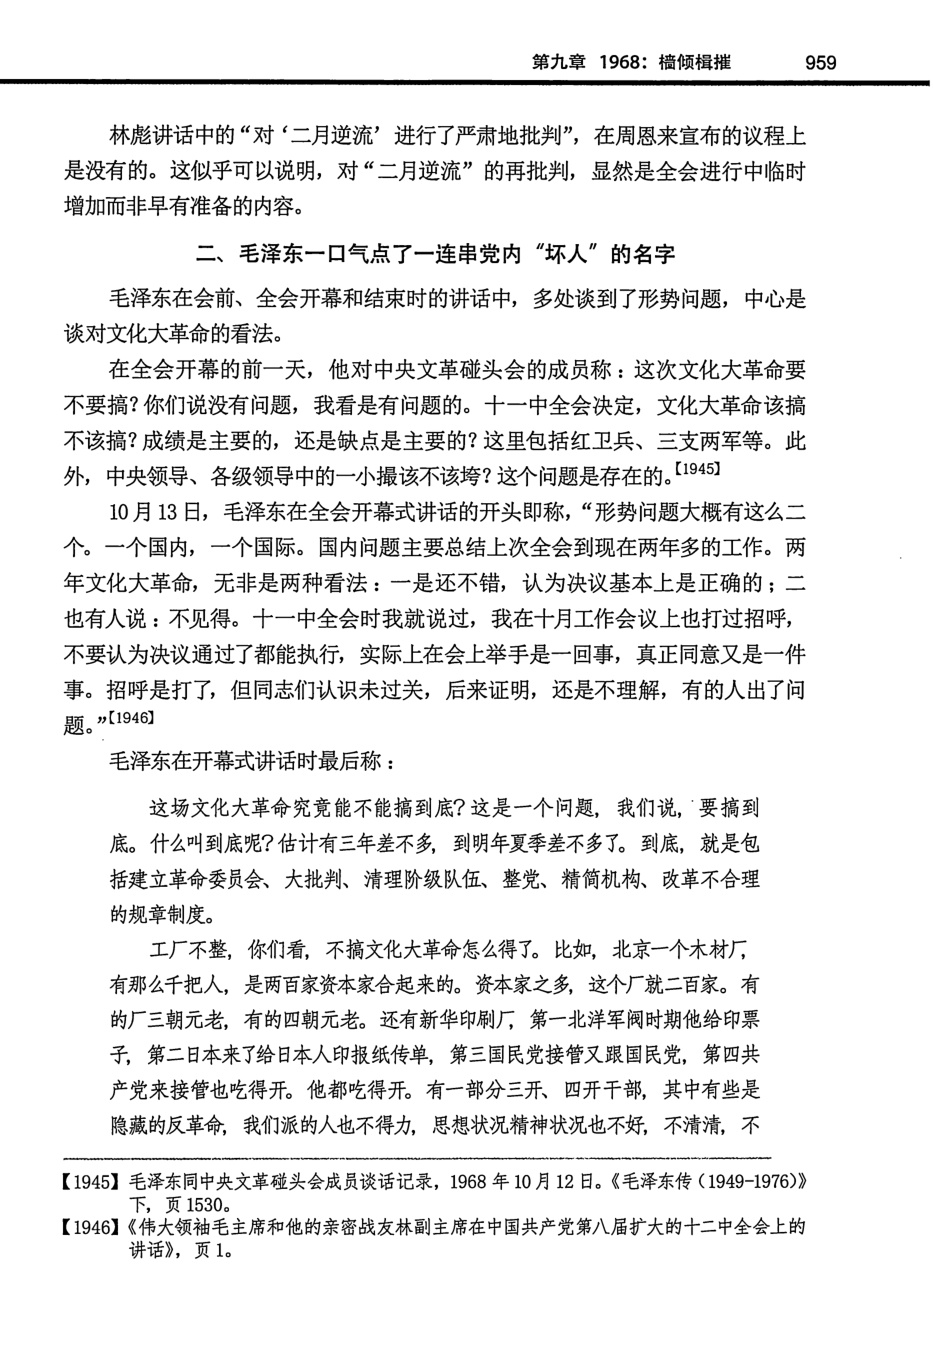 第九章 1968：樯倾楫摧 959
林彪讲话中的“对‘二月逆流’进行了严肃地批判”，在周恩来宣布的议程上
是没有的。这似乎可以说明，对“二月逆流”的再批判，显然是全会进行中临时
增加而非早有准备的内容。
二、毛泽东一口气点了一连串党内“坏人”的名字
毛泽东在会前、全会开幕和结束时的讲话中，多处谈到了形势问题，中心是
谈对文化大革命的看法。
在全会开幕的前一天，他对中央文革碰头会的成员称：这次文化大革命要
不要搞？你们说没有问题，我看是有问题的。十一中全会决定，文化大革命该搞
不该搞？成绩是主要的，还是缺点是主要的？这里包括红卫兵、三支两军等。此
外，中央领导、各级领导中的一小撮该不该垮？这个问题是存在的。【1945】
10月13日，毛泽东在全会开幕式讲话的开头即称，“形势问题大概有这么二
个。一个国内，一个国际。国内问题主要总结上次全会到现在两年多的工作。两
年文化大革命，无非是两种看法：一是还不错，认为决议基本上是正确的；二
也有人说：不见得。十一中全会时我就说过，我在十月工作会议上也打过招呼，
不要认为决议通过了都能执行，实际上在会上举手是一回事，真正同意又是一件
事。招呼是打了，但同志们认识未过关，后来证明，还是不理解，有的人出了问
题。”【1946】
毛泽东在开幕式讲话时最后称：
这场文化大革命究竟能不能搞到底？这是一个问题，我们说，要搞到
底。什么叫到底呢？估计有三年差不多，到明年夏季差不多了。到底，就是包
括建立革命委员会、大批判、清理阶级队伍、整党、精简机构、改革不合理
的规章制度。
工厂不整，你们看，不搞文化大革命怎么得了。比如，北京一个木材厂，
有那么千把人，是两百家资本家合起来的。资本家之多，这个厂就二百家。有
的厂三朝元老，有的四朝元老。还有新华印刷厂，第一北洋军阀时期他给印票
子，第二日本来了给日本人印报纸传单，第三国民党接管又跟国民党，第四共
产党来接管也吃得开。他都吃得开。有一部分三开、四开干部，其中有些是
隐藏的反革命，我们派的人也不得力，思想状况精神状况也不好，不清清，不
【1945】毛泽东同中央文革碰头会成员谈话记录，1968年10月12日。《毛泽东传（1949-1976）》
下，页1530。
【1946】《伟大领袖毛主席和他的亲密战友林副主席在中国共产党第八届扩大的十二中全会上的
讲话》，页1。